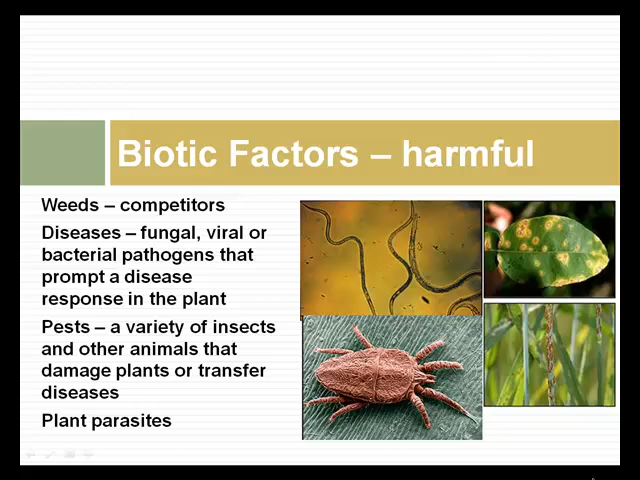 Biotic Factors – harmful
Weeds – competitors
Diseases – fungal, viral or
bacterial pathogens that
prompt a disease
response in the plant
Pests – a variety of insects
and other animals that
damage plants or transfer
diseases
Plant parasites